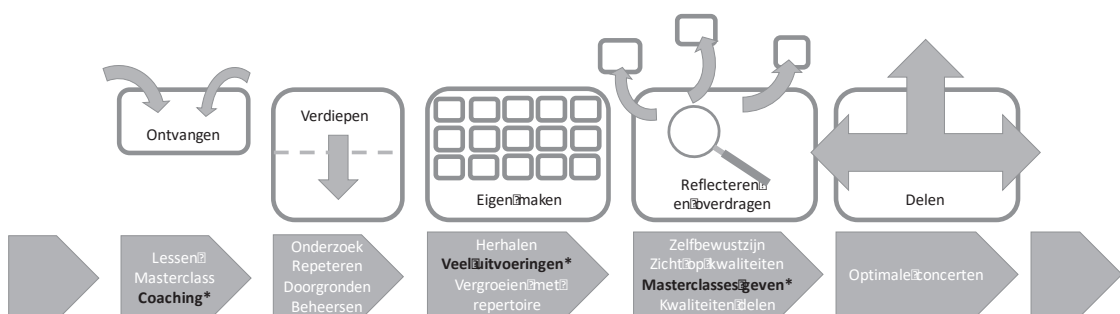 Ontvangen
Verdiepen
Eigen maken
Reflecteren
en overdragen
Delen
Lessen
Masterclass
Coaching*
Onderzoek
Repeteren
Doorgronden
Beheersen
Herhalen
Veel uitvoeringen*
Vergroeien met
repertoire
Zelfbewustzijn
Zicht op kwaliteiten
Masterclasses geven*
Kwaliteiten delen
Optimale concerten